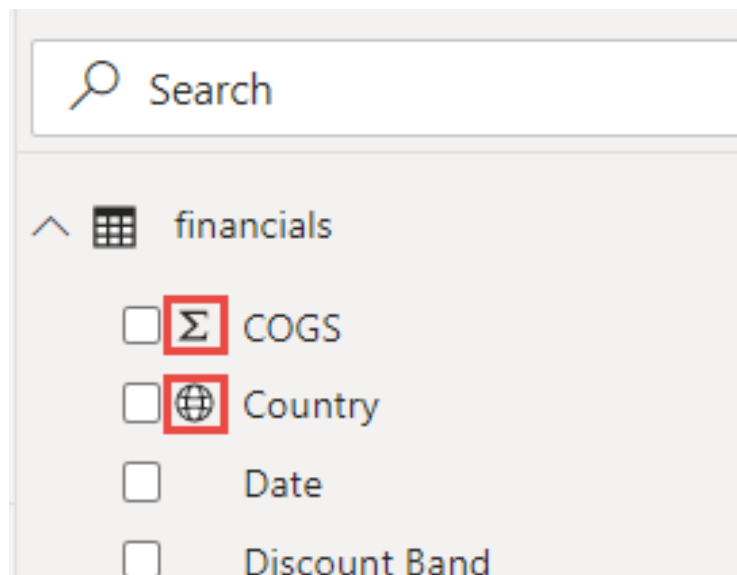 Search
financials
Σ COGS
Country
Date
Discount Band